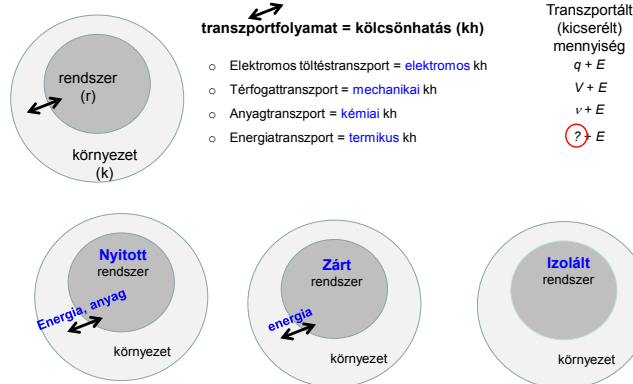 transzportfolyamat = kölcsönhatás (kh)
Transzportált
(kicserélt)
mennyiség
o Elektromos töltéstranszport = elektromos kh
q + E
o Térfogattranszport = mechanikai kh
V + E
o Anyagtranszport = kémiai kh
ν + E
o Energiatranszport = termikus kh
? + E
rendszer
(r)
környezet
(k)
Nyitott
rendszer
Energia, anyag
környezet
Zárt
rendszer
energia
környezet
Izolált
rendszer
környezet